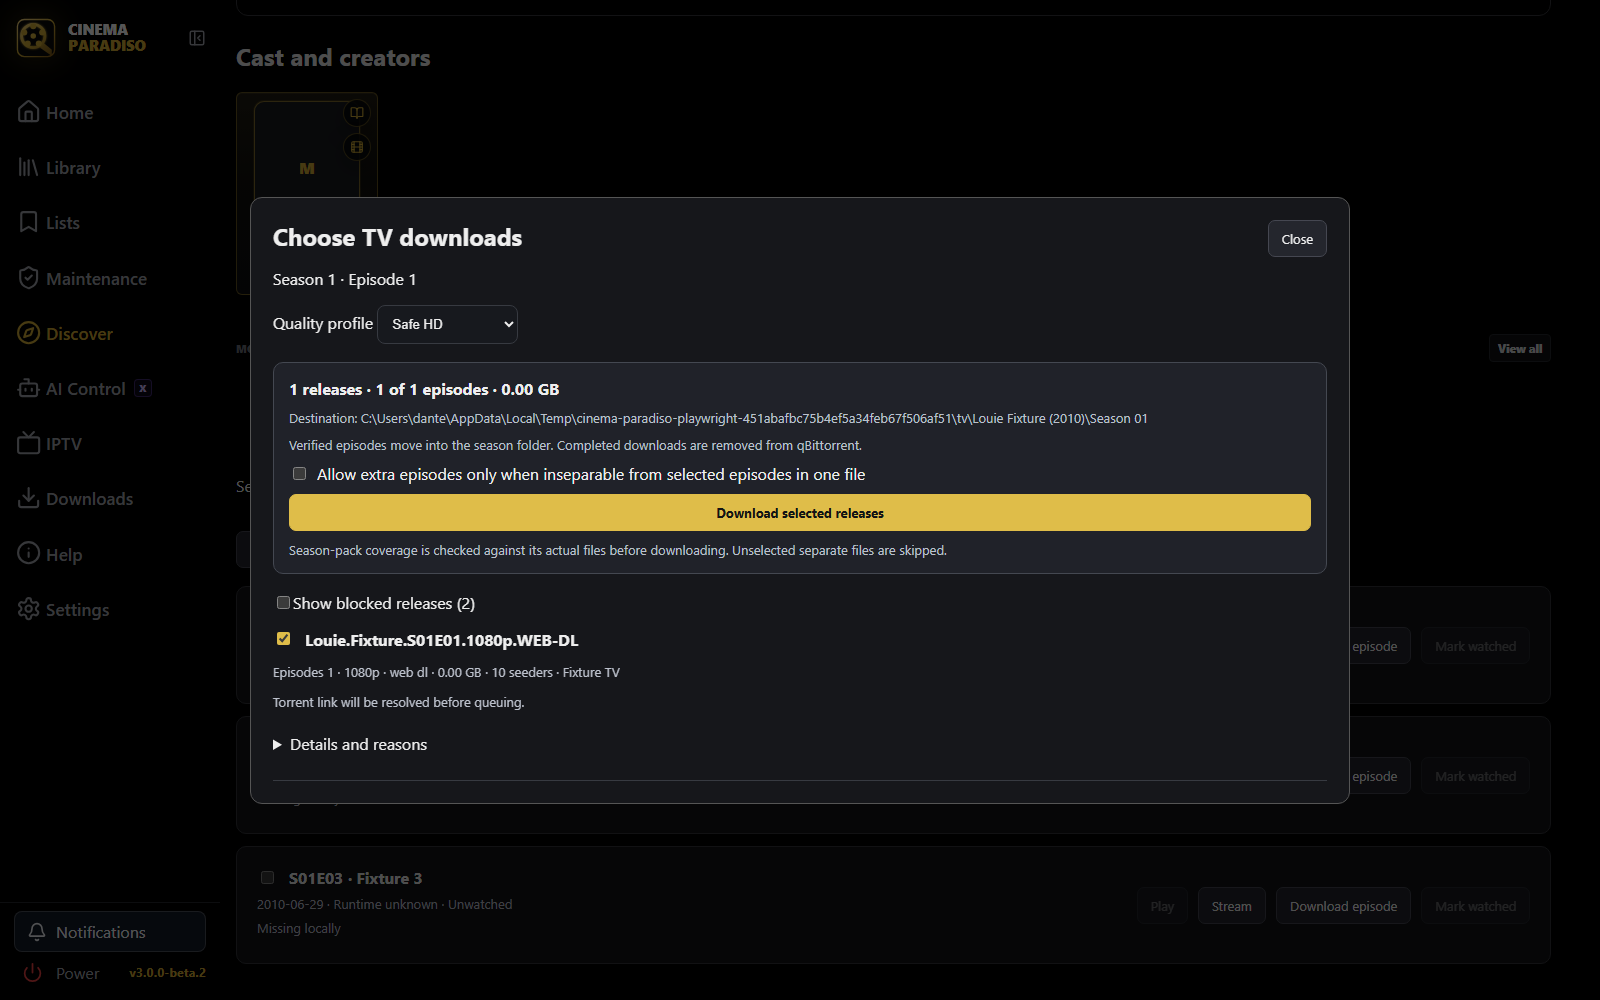 CINEMA
PARADISO
Home
Library
Lists
Maintenance
Discover
AI Control x
IPTV
Downloads
Help
Settings
Notifications
Power v3.0.0-beta.2
Cast and creators
M
View all
Choose TV downloads
Close
Season 1 · Episode 1
Quality profile Safe HD
1 releases · 1 of 1 episodes · 0.00 GB
Destination: C:\Users\dante\AppData\Local\Temp\cinema-paradiso-playwright-451abafbc75b4ef5a34feb67f506af51\tv\Louie Fixture (2010)\Season 01
Verified episodes move into the season folder. Completed downloads are removed from qBittorrent.
Allow extra episodes only when inseparable from selected episodes in one file
Download selected releases
Season-pack coverage is checked against its actual files before downloading. Unselected separate files are skipped.
Show blocked releases (2)
Louie.Fixture.S01E01.1080p.WEB-DL
Episodes 1 · 1080p · web dl · 0.00 GB · 10 seeders · Fixture TV
Torrent link will be resolved before queuing.
Details and reasons
episode Mark watched
episode Mark watched
S01E03 · Fixture 3
2010-06-29 · Runtime unknown · Unwatched
Missing locally
Play Stream Download episode Mark watched